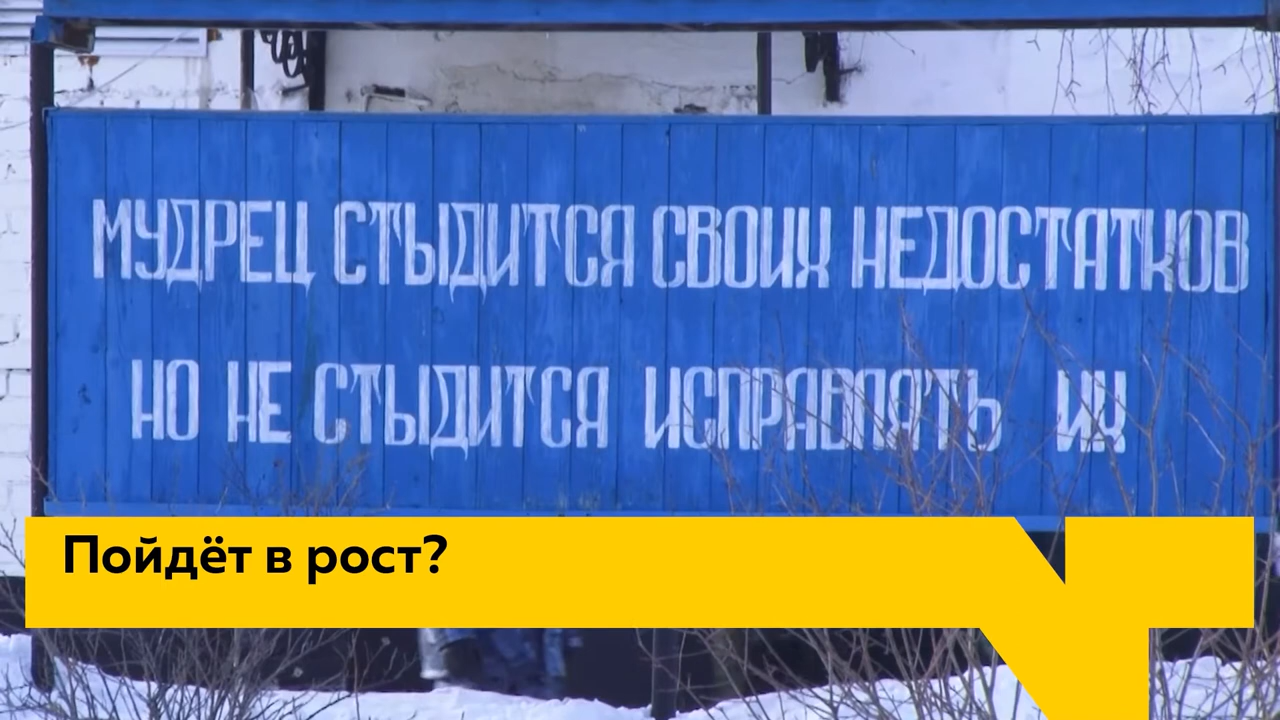 МУДРЕЦ СТЫДИТСЯ СВОИХ НЕДОСТАТКОВ
НО НЕ СТЫДИТСЯ ИСПРАВЛЯТЬ ИХ
Пойдёт в рост?